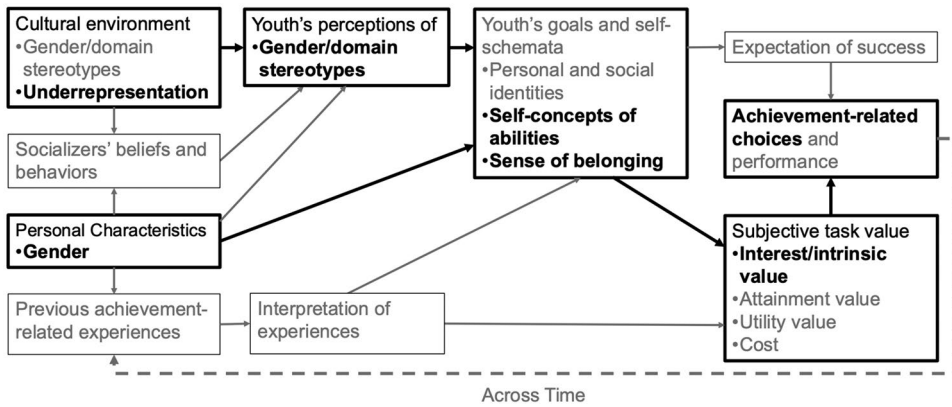 Cultural environment
•Gender/domain
stereotypes
•Underrepresentation
Socializers' beliefs and
behaviors
Personal Characteristics
•Gender
Previous achievement-
related experiences
Youth's perceptions of
•Gender/domain
stereotypes
Interpretation of
experiences
Youth's goals and self-
schemata
•Personal and social
identities
•Self-concepts of
abilities
•Sense of belonging
Expectation of success
Achievement-related
choices and
performance
Subjective task value
•Interest/intrinsic
value
•Attainment value
•Utility value
•Cost
Across Time